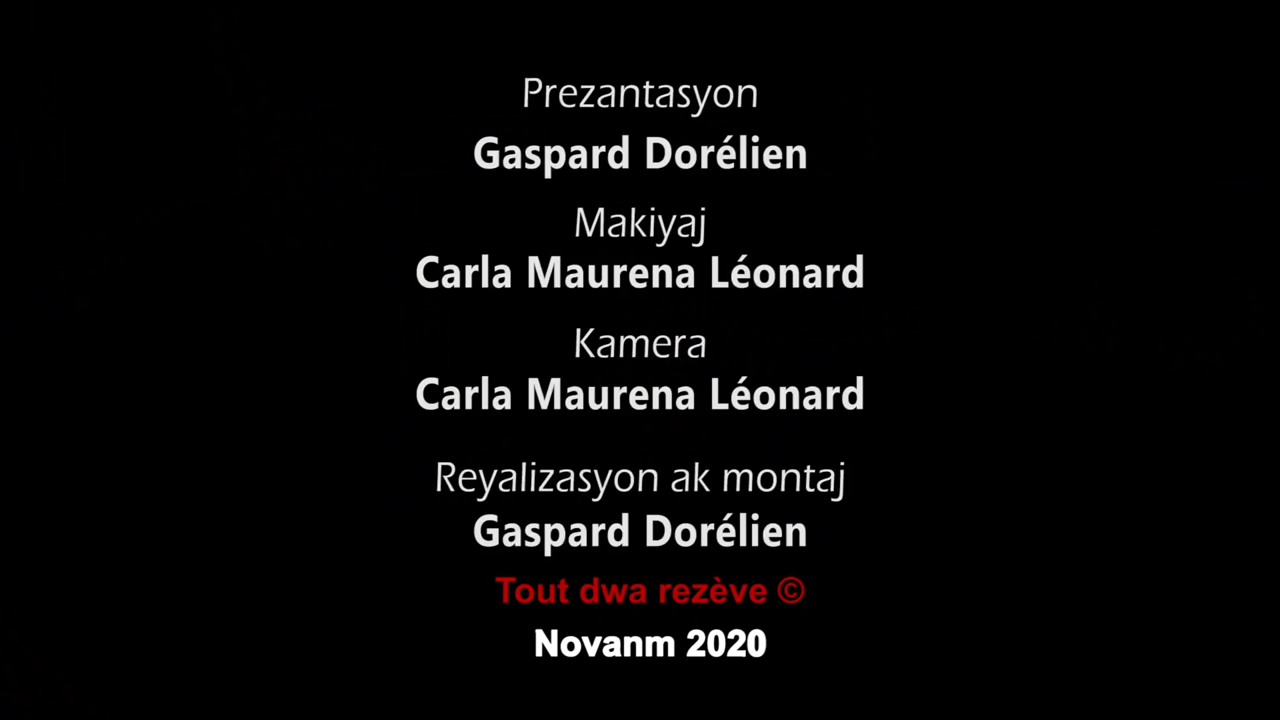 Prezantasyon
Gaspard Dorélien
Makiyaj
Carla Maurena Léonard
Kamera
Carla Maurena Léonard
Reyalizasyon ak montaj
Gaspard Dorélien
Tout dwa rezève ©
Novanm 2020